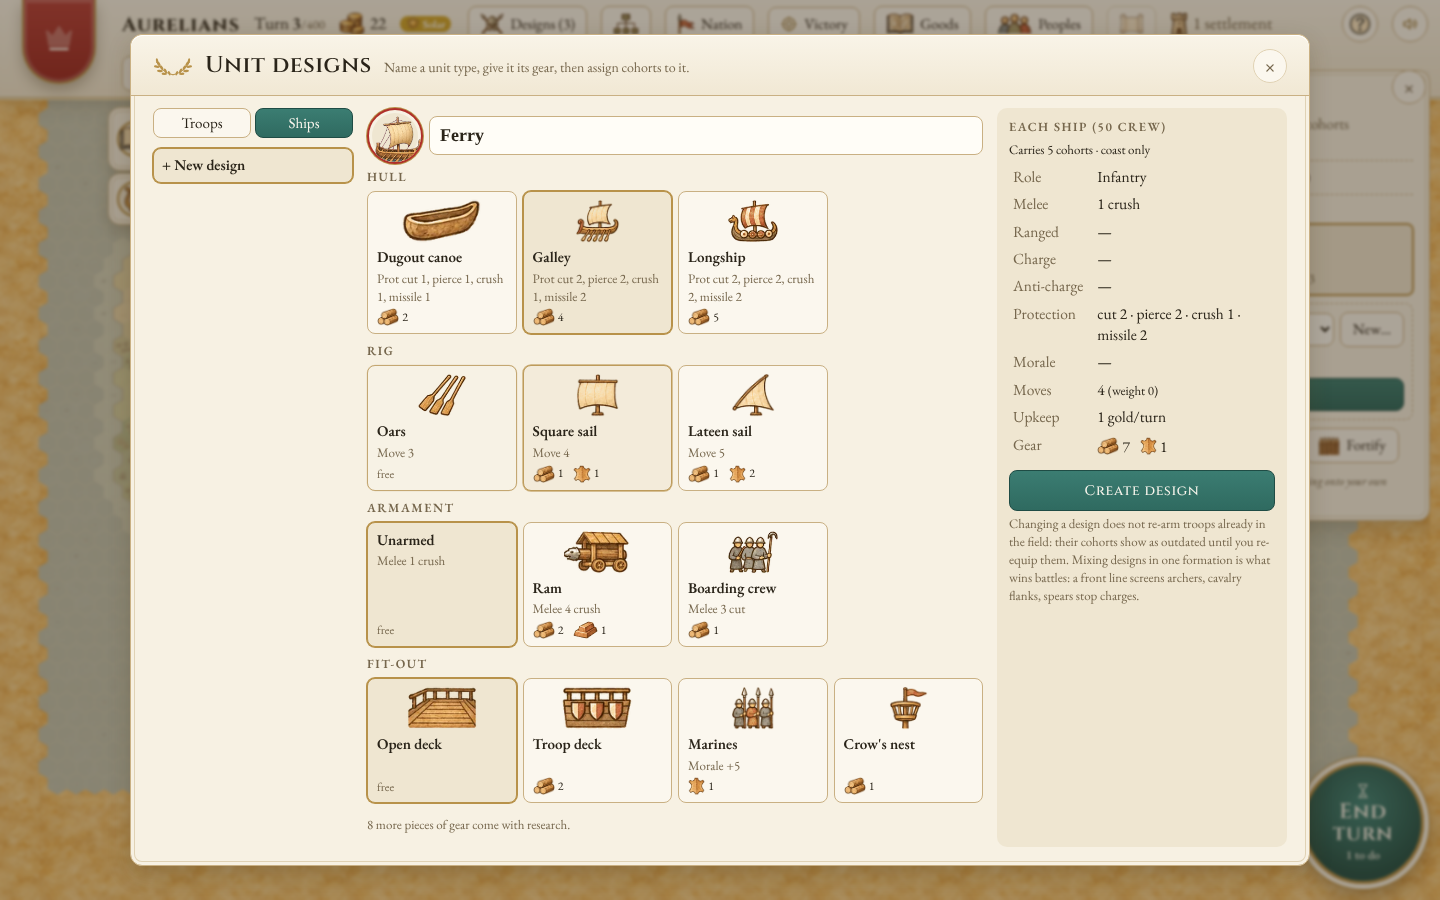 AURELIANS Turn 3/400 22 Designs (3) Nation Victory Goods Peoples 1 settlement
UNIT DESIGNS Name a unit type, give it its gear, then assign cohorts to it.
Troops Ships
+ New design
Ferry
HULL
Dugout canoe
Prot cut 1, pierce 1, crush
1, missile 1
2
Galley
Prot cut 2, pierce 2, crush
1, missile 2
4
Longship
Prot cut 2, pierce 2, crush
2, missile 2
5
RIG
Oars
Move 3
free
Square sail
Move 4
1 1
Lateen sail
Move 5
1 2
ARMAMENT
Unarmed
Melee 1 crush
free
Ram
Melee 4 crush
2 1
Boarding crew
Melee 3 cut
1
FIT-OUT
Open deck
free
Troop deck
2
Marines
Morale +5
1
Crow's nest
1
8 more pieces of gear come with research.
EACH SHIP (50 CREW)
Carries 5 cohorts · coast only
Role Infantry
Melee 1 crush
Ranged —
Charge —
Anti-charge —
Protection cut 2 · pierce 2 · crush 1 ·
missile 2
Morale —
Moves 4 (weight 0)
Upkeep 1 gold/turn
Gear 7 1
CREATE DESIGN
Changing a design does not re-arm troops already in
the field: their cohorts show as outdated until you re-
equip them. Mixing designs in one formation is what
wins battles: a front line screens archers, cavalry
flanks, spears stop charges.
New...
Fortify
END
TURN
1 to do